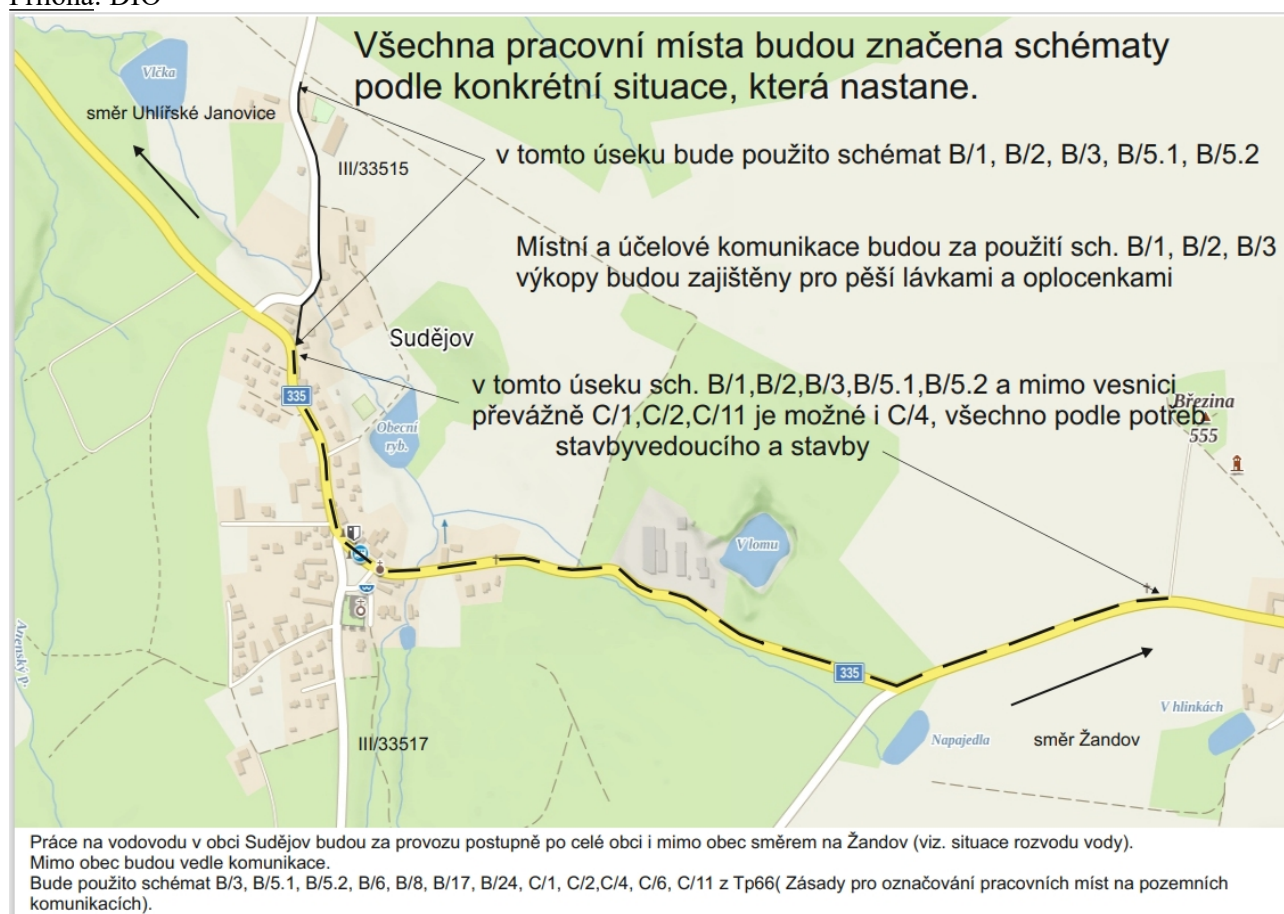 Příloha: DIO
Všechna pracovní místa budou značena schématy
podle konkrétní situace, která nastane.
Vlčka
směr Uhlířské Janovice
v tomto úseku bude použito schémat B/1, B/2, B/3, B/5.1, B/5.2
III/33515
Místní a účelové komunikace budou za použití sch. B/1, B/2, B/3
výkopy budou zajištěny pro pěší lávkami a oplocenkami
Sudějov
v tomto úseku sch. B/1,B/2,B/3,B/5.1,B/5.2 a mimo vesnici
převážně C/1,C/2,C/11 je možné i C/4, všechno podle potřeb
stavbyvedoucího a stavby
335
Březina
555
Obecní
ryb.
V lomu
335
V hlinkách
Napajedla
směr Žandov
III/33517
Práce na vodovodu v obci Sudějov budou za provozu postupně po celé obci i mimo obec směrem na Žandov (viz. situace rozvodu vody).
Mimo obec budou vedle komunikace.
Bude použito schémat B/3, B/5.1, B/5.2, B/6, B/8, B/17, B/24, C/1, C/2,C/4, C/6, C/11 z Tp66( Zásady pro označování pracovních míst na pozemních
komunikacích).